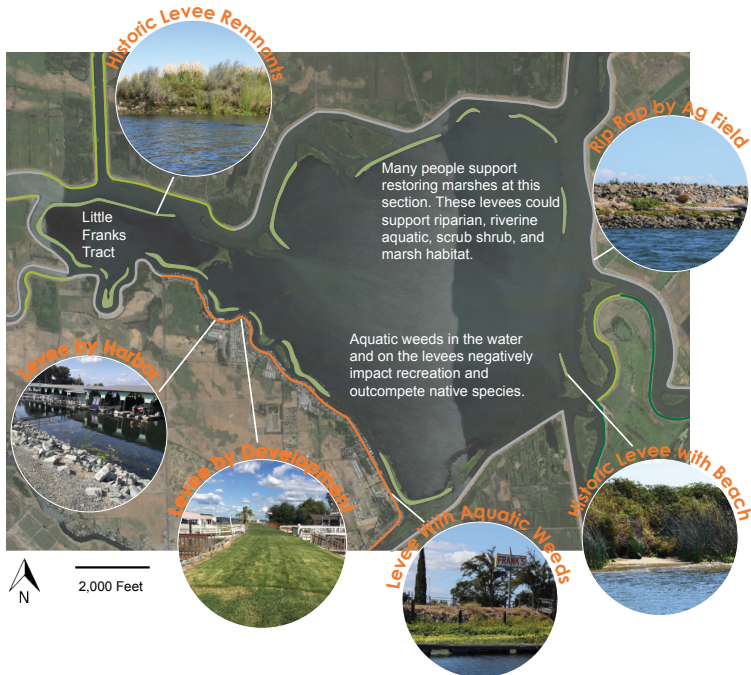 Historic Levee Remnants
Rip Rap by Ag Field
Many people support
restoring marshes at this
section. These levees could
support riparian, riverine
aquatic, scrub shrub, and
marsh habitat.
Little
Franks
Tract
Aquatic weeds in the water
and on the levees negatively
impact recreation and
outcompete native species.
Levee by Harbor
Levee by Development
Levee with Aquatic Weeds
Historic Levee with Beach
FRANK'S
N
2,000 Feet